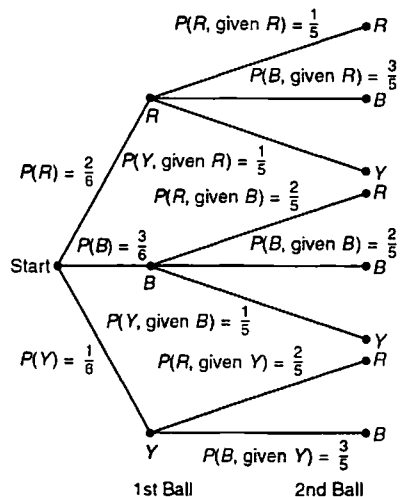 P(R, given R) = 1/5
R
P(B, given R) = 3/5
R
B
P(R) = 2/6
P(Y, given R) = 1/5
Y
P(R, given B) = 2/5
R
P(B) = 3/6
P(B, given B) = 2/5
Start
B
B
P(Y, given B) = 1/5
Y
P(Y) = 1/6
P(R, given Y) = 2/5
R
Y
B
P(B, given Y) = 3/5
1st Ball 2nd Ball